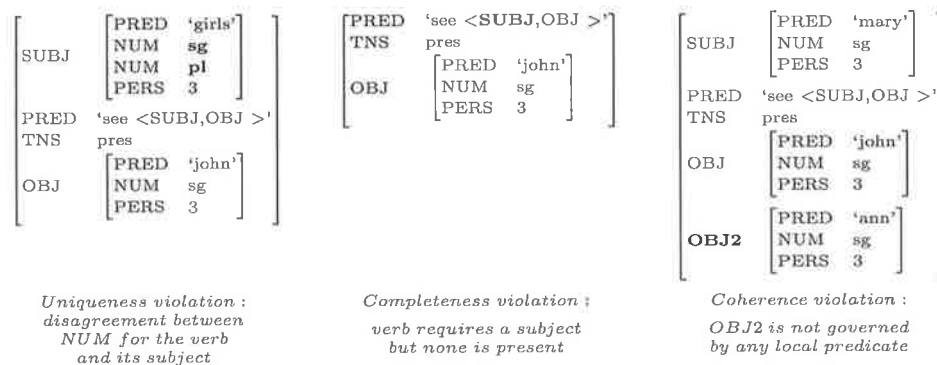 SUBJ
PRED 'girls'
NUM sg
NUM pl
PERS 3
PRED 'see <SUBJ,OBJ >'
TNS pres
OBJ
PRED 'john'
NUM sg
PERS 3
Uniqueness violation :
disagreement between
NUM for the verb
and its subject
PRED 'see <SUBJ,OBJ >'
TNS pres
OBJ
PRED 'john'
NUM sg
PERS 3
Completeness violation :
verb requires a subject
but none is present
SUBJ
PRED 'mary'
NUM sg
PERS 3
PRED 'see <SUBJ,OBJ >'
TNS pres
OBJ
PRED 'john'
NUM sg
PERS 3
OBJ2
PRED 'ann'
NUM sg
PERS 3
Coherence violation :
OBJ2 is not governed
by any local predicate